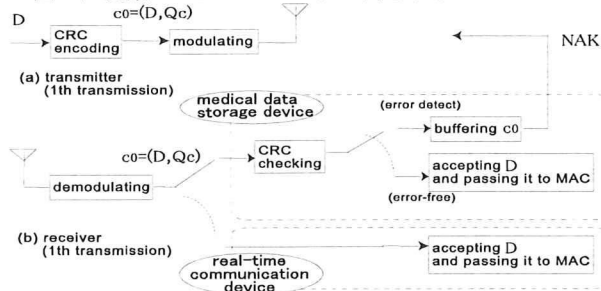 c0=(D,Qc)
D
CRC
encoding
modulating
NAK
(a) transmitter
(1th transmission)
medical data
storage device
(error detect)
buffering c0
c0=(D,Qc)
CRC
checking
demodulating
accepting D
and passing it to MAC
(error-free)
(b) receiver
(1th transmission)
accepting D
and passing it to MAC
real-time
communication
device